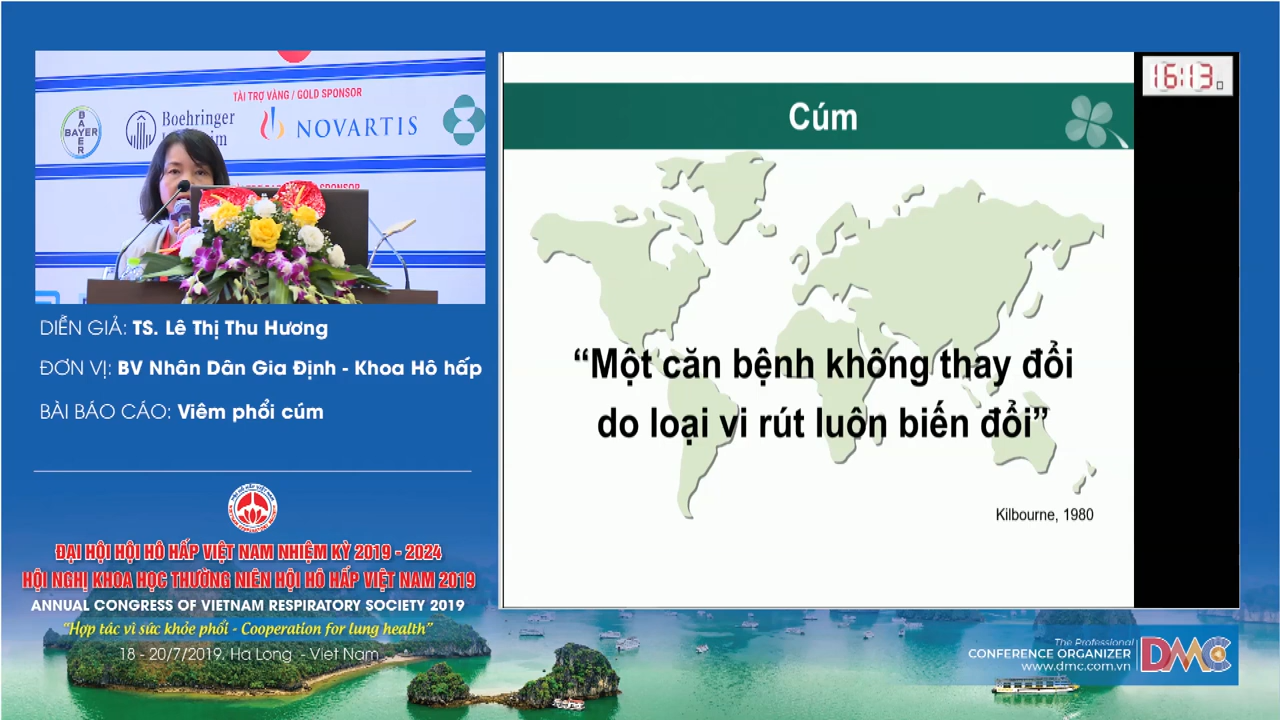 TÀI TRỢ VÀNG / GOLD SPONSOR
BAYER
BAYER
Boehringer
NOVARTIS
SPONSOR
DIỄN GIẢ: TS. Lê Thị Thu Hương
ĐƠN VỊ: BV Nhân Dân Gia Định - Khoa Hô hấp
BÀI BÁO CÁO: Viêm phổi cúm
ĐẠI HỘI HỘI HÔ HẤP VIỆT NAM NHIỆM KỲ 2019 - 2024
HỘI NGHỊ KHOA HỌC THƯỜNG NIÊN HỘI HÔ HẤP VIỆT NAM 2019
ANNUAL CONGRESS OF VIETNAM RESPIRATORY SOCIETY 2019
“Hợp tác vì sức khỏe phổi - Cooperation for lung health”
18 - 20/7/2019. Ha Long - Viet Nam
16:13
Cúm
“Một căn bệnh không thay đổi
do loại vi rút luôn biến đổi”
Kilbourne, 1980
The Professional
CONFERENCE ORGANIZER
www.dmc.com.vn
DMC